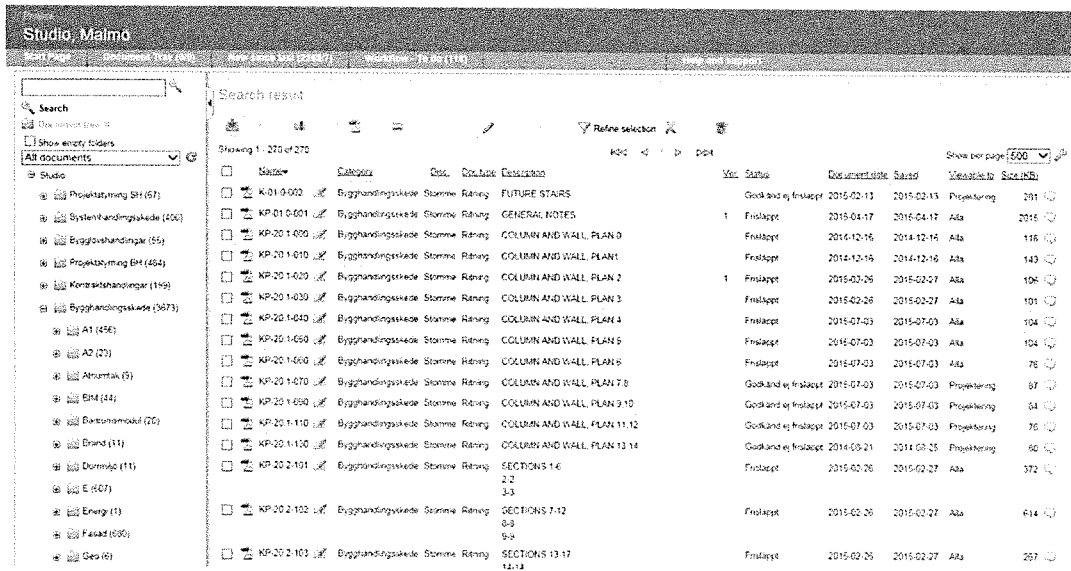 Projekt
Studio, Malmö
Start Page
Document Tray (0/0)
Workflow - To do (118)
Help and support
Search
Show empty folders
All documents
Studio
Projektstyrning SH (67)
Systemhandlingsskede (406)
Bygglovshandlingar (55)
Projektstyrning BH (484)
Kontraktshandlingar (199)
Bygghandlingsskede (3673)
A1 (456)
A2 (23)
Atriumtak (9)
BIM (44)
Badrumsmodul (20)
Brand (11)
Dörrmiljö (11)
E (607)
Energi (1)
Fasad (680)
Geo (6)
Search result
Refine selection
Showing 1 - 270 of 270
Show per page 500
Name Category Disc. Doc.type Description Ver. Status Document date Saved Viewable to Size (KB)
K-01.0-002 Bygghandlingsskede Stomme Ritning FUTURE STAIRS Godkänd ej frisläppt 2015-02-13 2015-02-13 Projektering 201
KP-01.0-001 Bygghandlingsskede Stomme Ritning GENERAL NOTES 1 Frisläppt 2015-04-17 2015-04-17 Alla 2015
KP-20.1-000 Bygghandlingsskede Stomme Ritning COLUMN AND WALL, PLAN 0 Frisläppt 2014-12-16 2014-12-16 Alla 116
KP-20.1-010 Bygghandlingsskede Stomme Ritning COLUMN AND WALL, PLAN1 Frisläppt 2014-12-16 2014-12-16 Alla 143
KP-20.1-020 Bygghandlingsskede Stomme Ritning COLUMN AND WALL, PLAN 2 1 Frisläppt 2015-02-27 Alla 106
KP-20.1-030 Bygghandlingsskede Stomme Ritning COLUMN AND WALL, PLAN 3 Frisläppt 2015-02-26 2015-02-27 Alla 101
KP-20.1-040 Bygghandlingsskede Stomme Ritning COLUMN AND WALL, PLAN 4 Frisläppt 2015-07-03 2015-07-03 Alla 104
KP-20.1-050 Bygghandlingsskede Stomme Ritning COLUMN AND WALL, PLAN 5 Frisläppt 2015-07-03 2015-07-03 Alla 104
KP-20.1-060 Bygghandlingsskede Stomme Ritning COLUMN AND WALL, PLAN 6 Frisläppt 2015-07-03 2015-07-03 Alla 76
KP-20.1-070 Bygghandlingsskede Stomme Ritning COLUMN AND WALL, PLAN 7,8 Godkänd ej frisläppt 2015-07-03 2015-07-03 Projektering 87
KP-20.1-090 Bygghandlingsskede Stomme Ritning COLUMN AND WALL, PLAN 9,10 Godkänd ej frisläppt 2015-07-03 2015-07-03 Projektering 84
KP-20.1-110 Bygghandlingsskede Stomme Ritning COLUMN AND WALL, PLAN 11,12 Godkänd ej frisläppt 2015-07-03 2015-07-03 Projektering 76
KP-20.1-130 Bygghandlingsskede Stomme Ritning COLUMN AND WALL, PLAN 13,14 Godkänd ej frisläppt Projektering 60
KP-20.2-101 Bygghandlingsskede Stomme Ritning SECTIONS 1-6 Frisläppt 2015-02-26 2015-02-27 Alla 372
2-2
3-3
KP-20.2-102 Bygghandlingsskede Stomme Ritning SECTIONS 7-12 Frisläppt 2015-02-26 2015-02-27 Alla 614
8-8
9-9
KP-20.2-103 Bygghandlingsskede Stomme Ritning SECTIONS 13-17 Frisläppt 2015-02-26 2015-02-27 Alla 267